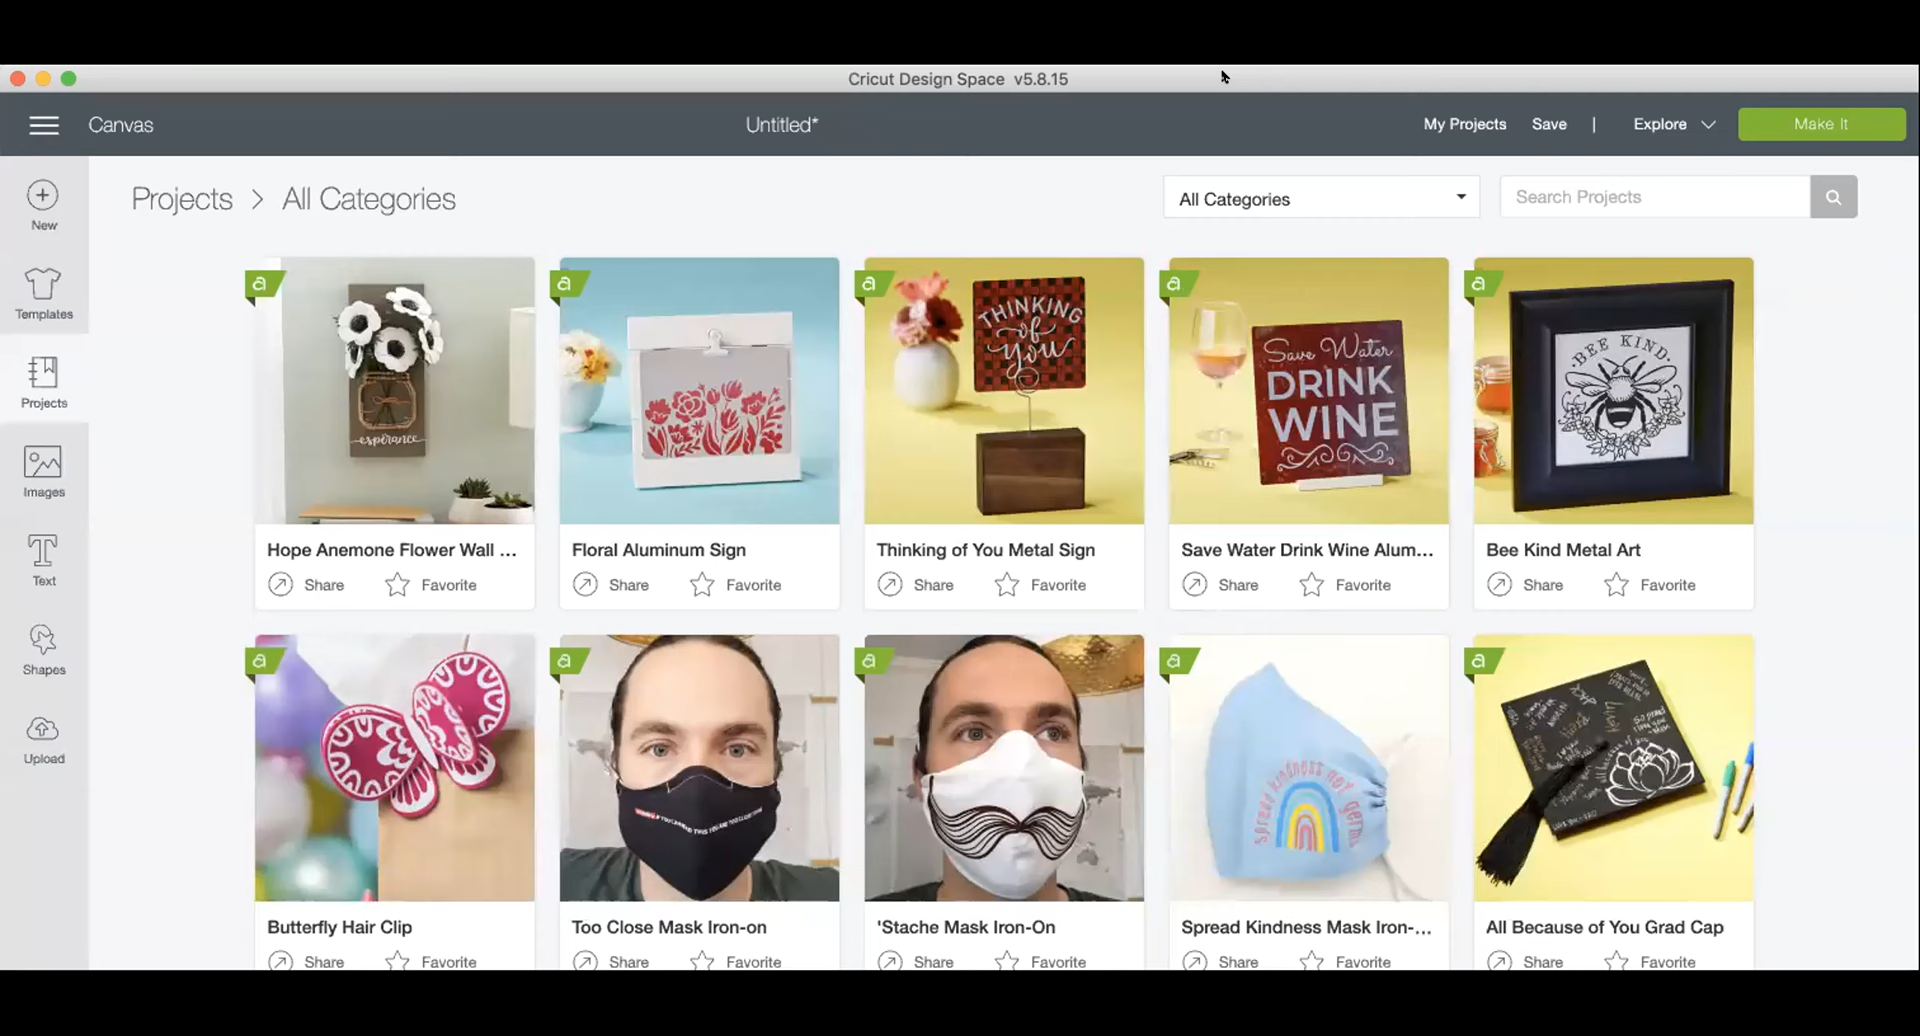 Cricut Design Space v5.8.15
Canvas
Untitled*
My Projects
Save
|
Explore
Make It
New
Templates
Projects
Images
Text
Shapes
Upload
Projects > All Categories
All Categories
Search Projects
a
a
a
a
a
esperance
THINKING
of
you
Save Water
DRINK
WINE
BEE KIND
Hope Anemone Flower Wall ...
Floral Aluminum Sign
Thinking of You Metal Sign
Save Water Drink Wine Alum...
Bee Kind Metal Art
Share
Favorite
Share
Favorite
Share
Favorite
Share
Favorite
Share
Favorite
a
a
a
a
a
spread kindness not germs
Butterfly Hair Clip
Too Close Mask Iron-on
'Stache Mask Iron-On
Spread Kindness Mask Iron-...
All Because of You Grad Cap
Share
Favorite
Share
Favorite
Share
Favorite
Share
Favorite
Share
Favorite